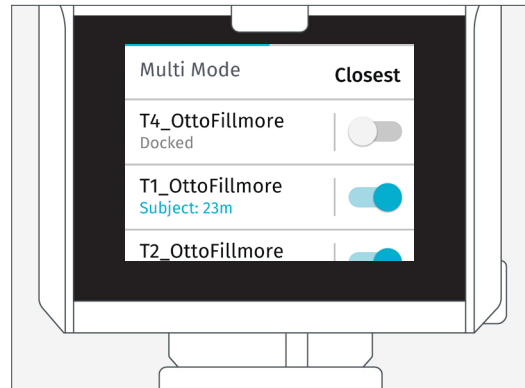 Multi Mode
Closest
T4_OttoFillmore
Docked
T1_OttoFillmore
Subject: 23m
T2_OttoFillmore